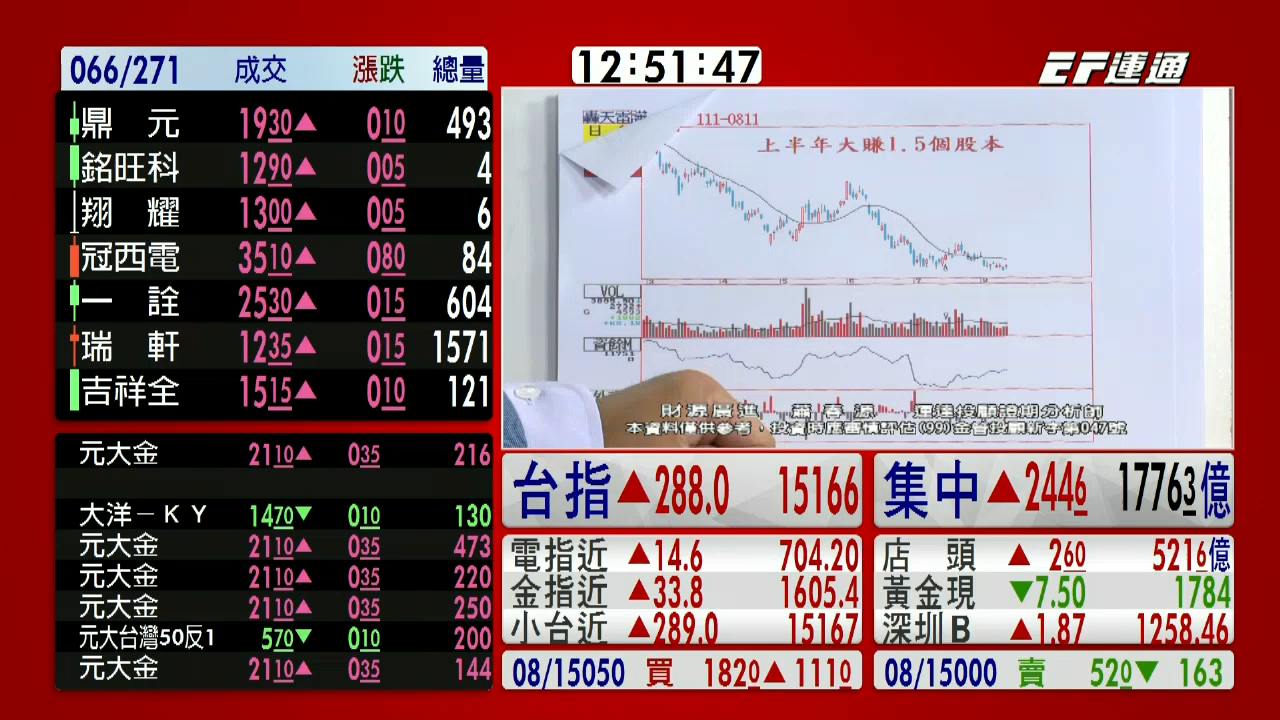 066/271 成交 漲跌 總量
鼎元 1930▲ 010 493
銘旺科 1290▲ 005 4
翔耀 1300▲ 005 6
冠西電 3510▲ 080 84
一詮 2530▲ 015 604
瑞軒 1235▲ 015 1571
吉祥全 1515▲ 010 121
元大金 2110▲ 035 216
大洋－KY 1470▼ 010 130
元大金 2110▲ 035 473
元大金 2110▲ 035 220
元大金 2110▲ 035 250
元大台灣50反1 570▼ 010 200
元大金 2110▲ 035 144
12:51:47
EF運通
111-0811
日
上半年大賺1.5個股本
VOL
資餘M
11751
財源廣進 蕭春源 運達投顧證期分析師
本資料僅供參考，投資時應審慎評估(99)金管投顧新字第047號
台指▲288.0 15166
集中▲2446 17763億
電指近▲14.6 704.20
金指近▲33.8 1605.4
小台近▲289.0 15167
店頭▲260 5216億
黃金現▼7.50 1784
深圳B▲1.87 1258.46
08/15050 買 1820▲1110
08/15000 賣 520▼ 163